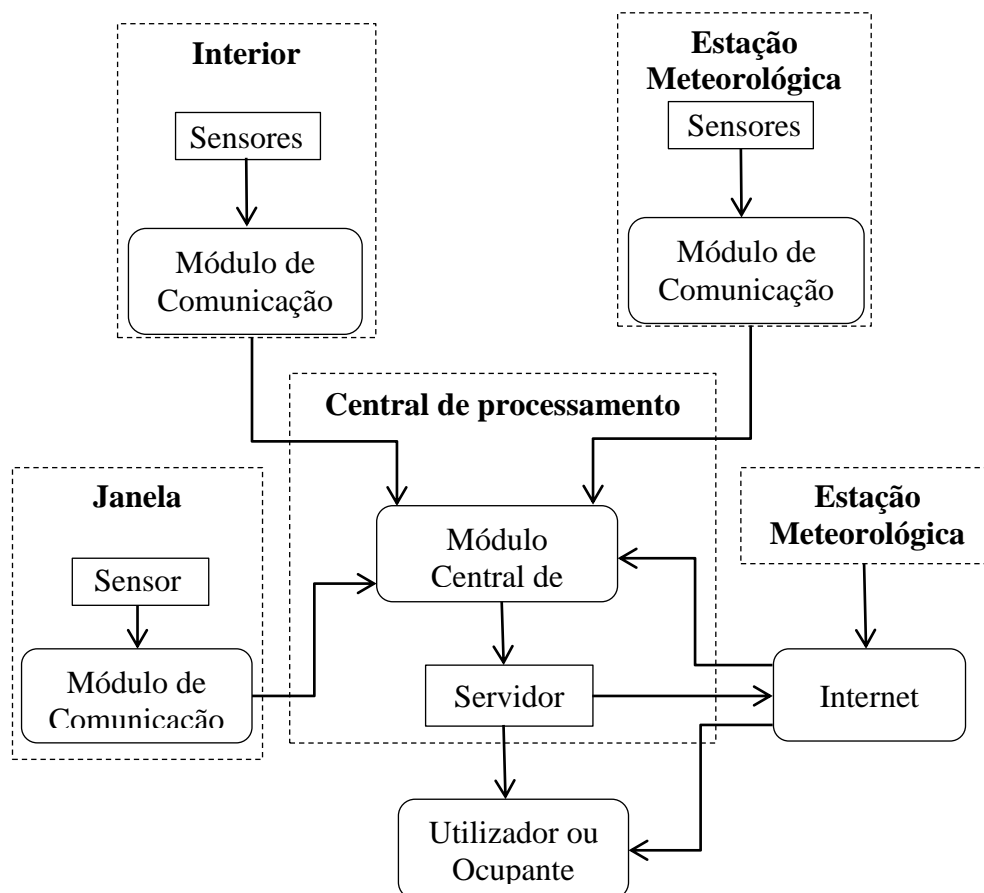 Interior
Sensores
Módulo de
Comunicação
Estação
Meteorológica
Sensores
Módulo de
Comunicação
Central de processamento
Módulo
Central de
Servidor
Janela
Sensor
Módulo de
Comunicação
Estação
Meteorológica
Internet
Utilizador ou
Ocupante